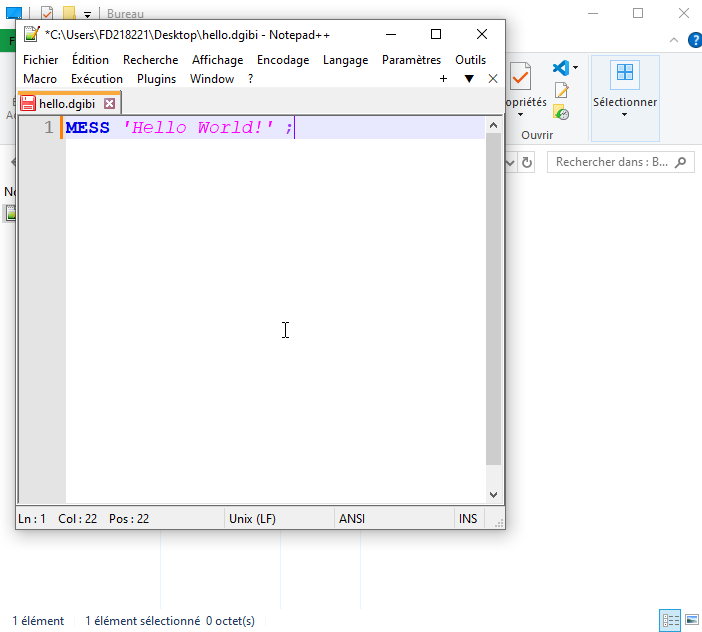 Bureau
*C:\Users\FD218221\Desktop\hello.dgibi - Notepad++
Fichier Édition Recherche Affichage Encodage Langage Paramètres Outils
Macro Exécution Plugins Window ?
hello.dgibi
1 MESS 'Hello World!' ;
Ln : 1 Col : 22 Pos : 22 Unix (LF) ANSI INS
F
opriétés
Ouvrir
Sélectionner
Rechercher dans : B...
No
1 élément 1 élément sélectionné 0 octet(s)